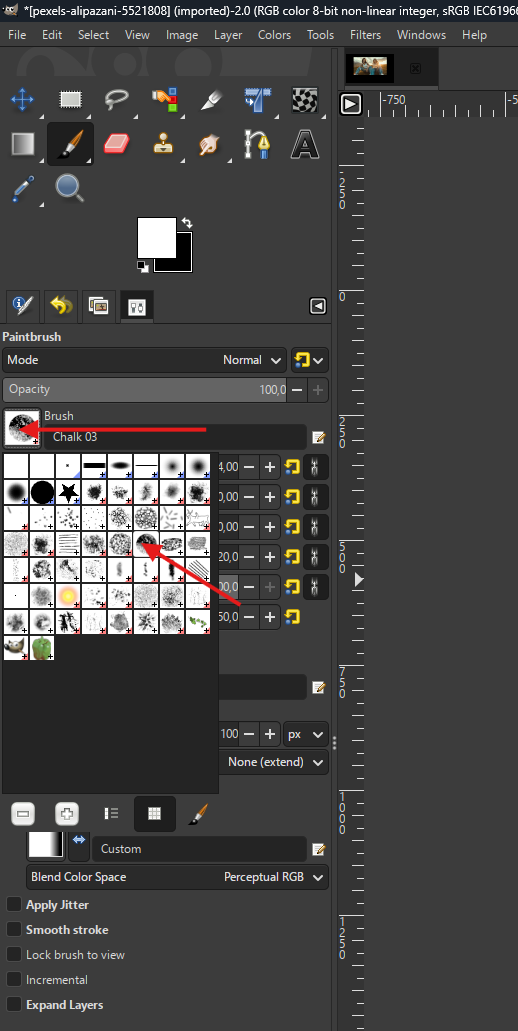 *[pexels-alipazani-5521808] (imported)-2.0 (RGB color 8-bit non-linear integer, sRGB IEC6196
File Edit Select View Image Layer Colors Tools Filters Windows Help
-750
-5
-250
0
250
500
750
1000
1250
Paintbrush
Mode Normal
Opacity 100,0
Brush
Chalk 03
4,00
00,0
00,0
20,0
00,0
50,0
100 px
None (extend)
Custom
Blend Color Space Perceptual RGB
Apply Jitter
Smooth stroke
Lock brush to view
Incremental
Expand Layers